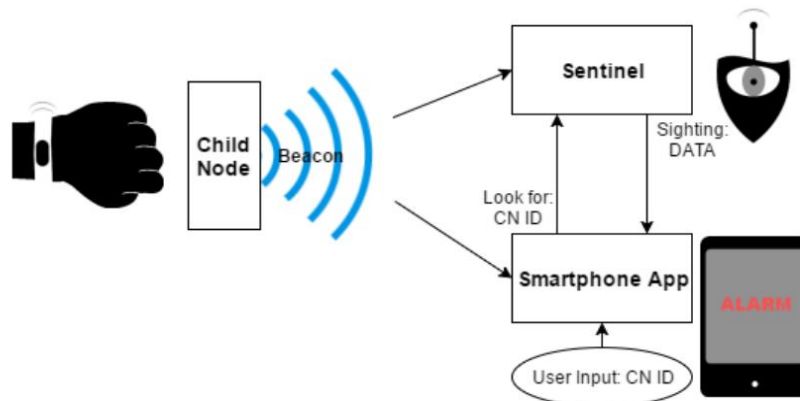 Sentinel
Child
Node
Beacon
Sighting:
DATA
Look for:
CN ID
Smartphone App
ALARM
User Input: CN ID